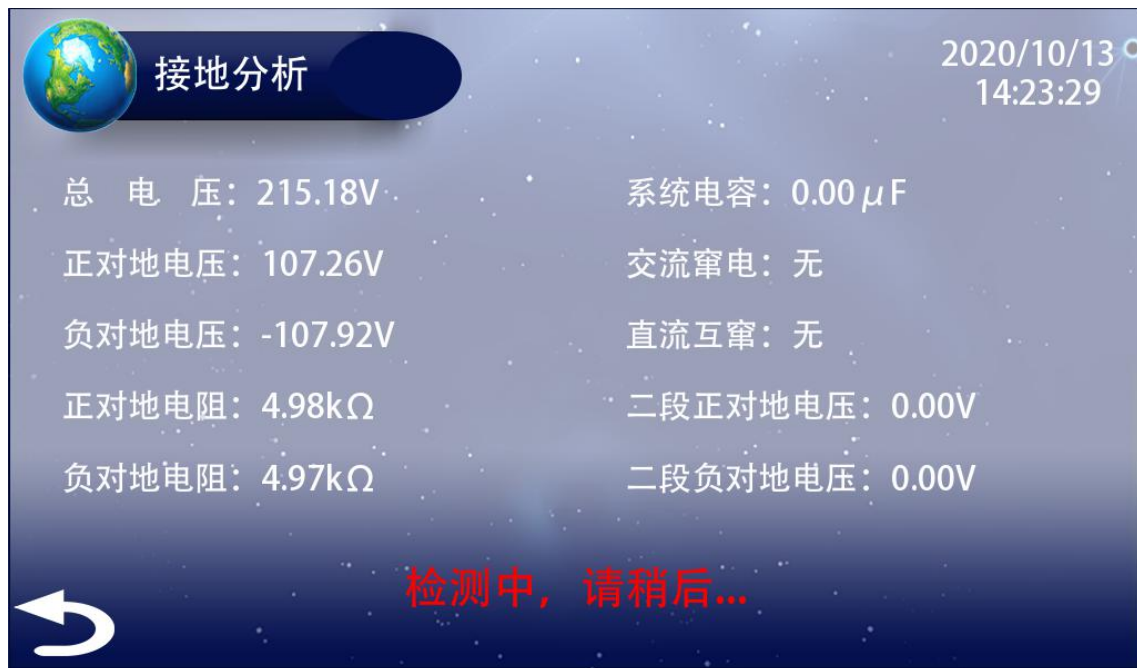 接地分析
2020/10/13
14:23:29
总 电 压：215.18V
系统电容：0.00μF
正对地电压：107.26V
交流窜电：无
负对地电压：-107.92V
直流互窜：无
正对地电阻：4.98kΩ
二段正对地电压：0.00V
负对地电阻：4.97kΩ
二段负对地电压：0.00V
检测中，请稍后...